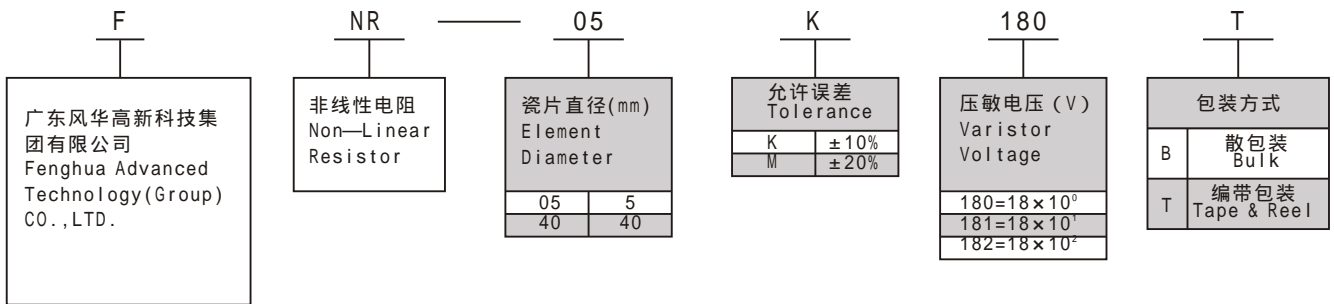 F NR —— 05 K 180 T
广东风华高新科技集
团有限公司
Fenghua Advanced
Technology(Group)
CO.,LTD.
非线性电阻
Non—Linear
Resistor
瓷片直径(mm)
Element
Diameter
05 5
40 40
允许误差
Tolerance
K ±10%
M ±20%
压敏电压(V)
Varistor
Voltage
180=18×10⁰
181=18×10¹
182=18×10²
包装方式
B 散包装
Bulk
T 编带包装
Tape & Reel